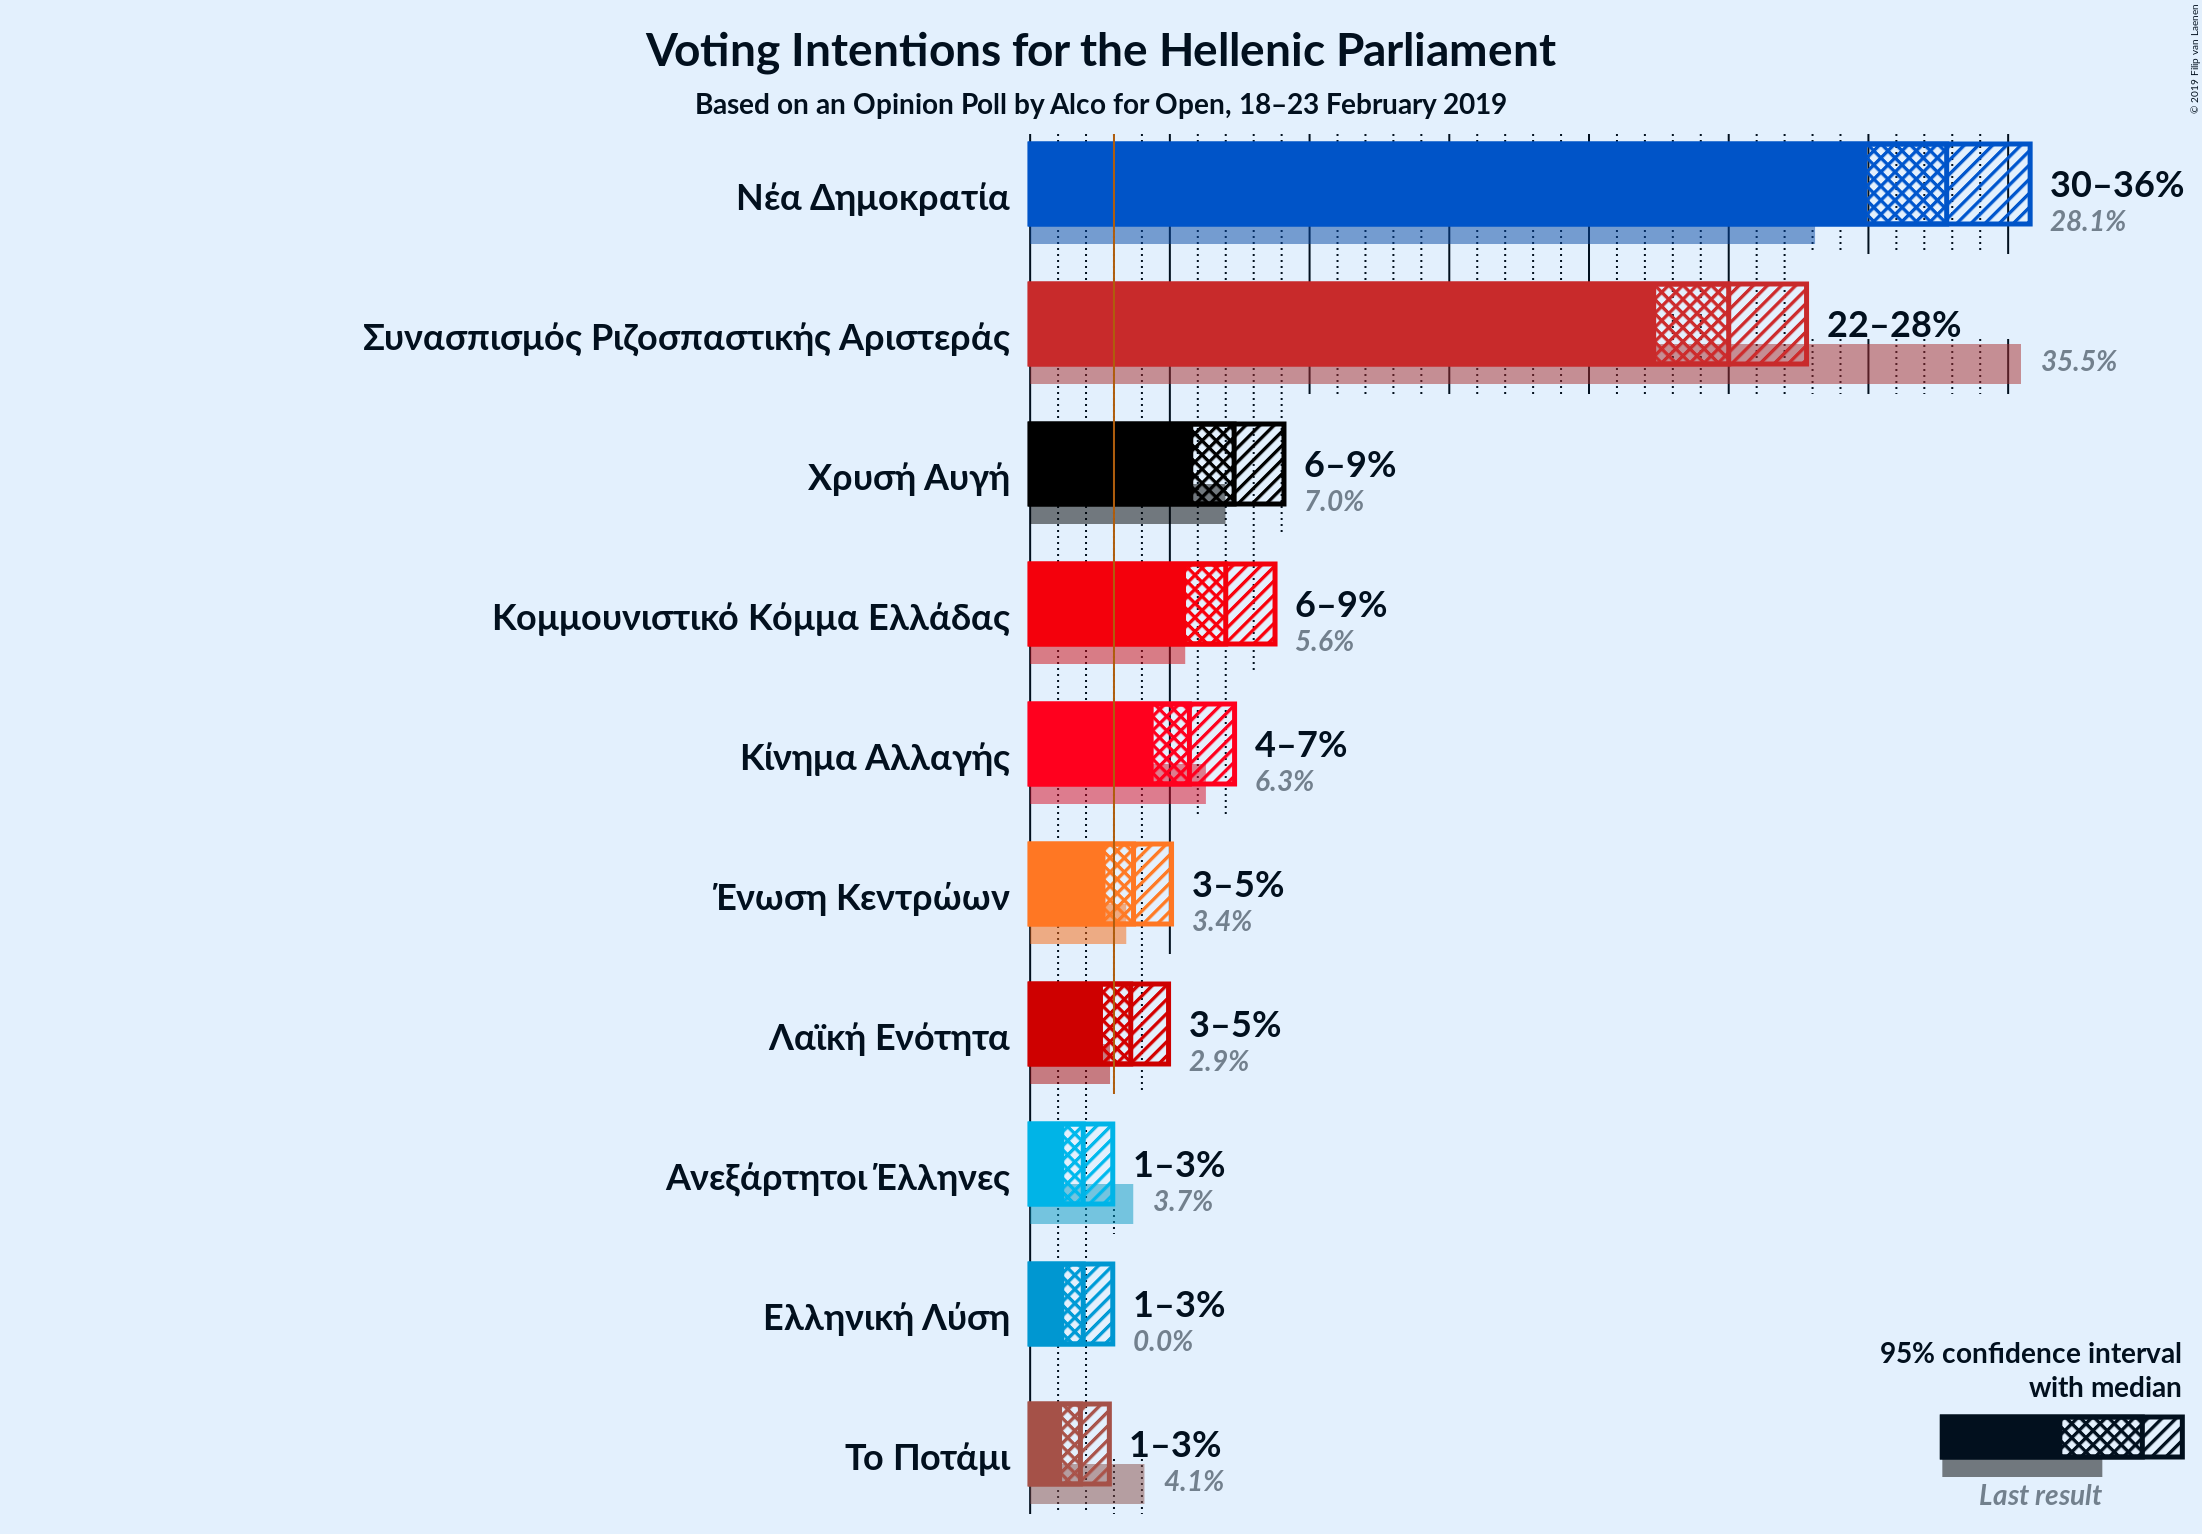 Voting Intentions for the Hellenic Parliament
Based on an Opinion Poll by Alco for Open, 18–23 February 2019
© 2019 Filip van Laenen
Νέα Δημοκρατία
30–36%
28.1%
Συνασπισμός Ριζοσπαστικής Αριστεράς
22–28%
35.5%
Χρυσή Αυγή
6–9%
7.0%
Κομμουνιστικό Κόμμα Ελλάδας
6–9%
5.6%
Κίνημα Αλλαγής
4–7%
6.3%
Ένωση Κεντρώων
3–5%
3.4%
Λαϊκή Ενότητα
3–5%
2.9%
Ανεξάρτητοι Έλληνες
1–3%
3.7%
Ελληνική Λύση
1–3%
0.0%
Το Ποτάμι
1–3%
4.1%
95% confidence interval
with median
Last result